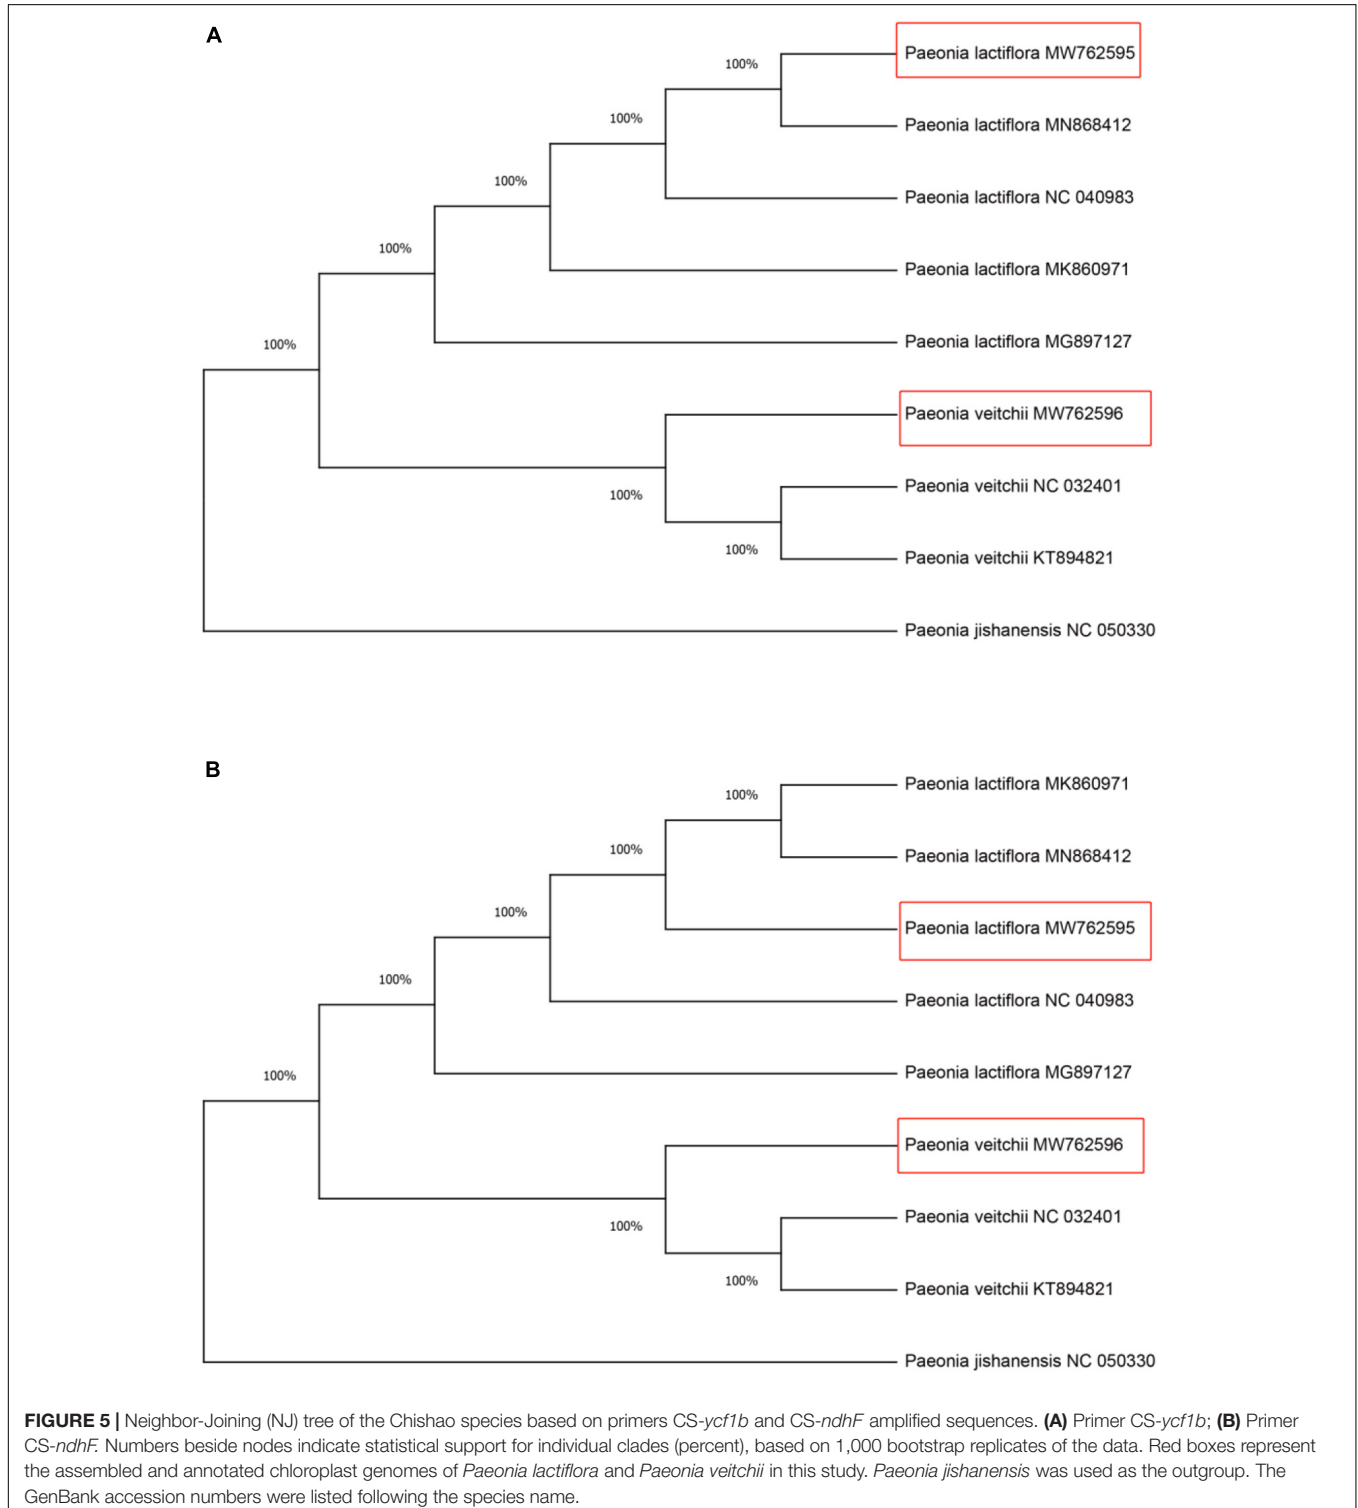 A
Paeonia lactiflora MW762595
100%
Paeonia lactiflora MN868412
100%
Paeonia lactiflora NC 040983
100%
Paeonia lactiflora MK860971
100%
Paeonia lactiflora MG897127
100%
Paeonia veitchii MW762596
Paeonia veitchii NC 032401
100%
Paeonia veitchii KT894821
100%
Paeonia jishanensis NC 050330
B
Paeonia lactiflora MK860971
100%
Paeonia lactiflora MN868412
100%
Paeonia lactiflora MW762595
100%
Paeonia lactiflora NC 040983
100%
Paeonia lactiflora MG897127
100%
Paeonia veitchii MW762596
Paeonia veitchii NC 032401
100%
Paeonia veitchii KT894821
100%
Paeonia jishanensis NC 050330
FIGURE 5 | Neighbor-Joining (NJ) tree of the Chishao species based on primers CS-ycf1b and CS-ndhF amplified sequences. (A) Primer CS-ycf1b; (B) Primer
CS-ndhF. Numbers beside nodes indicate statistical support for individual clades (percent), based on 1,000 bootstrap replicates of the data. Red boxes represent
the assembled and annotated chloroplast genomes of Paeonia lactiflora and Paeonia veitchii in this study. Paeonia jishanensis was used as the outgroup. The
GenBank accession numbers were listed following the species name.